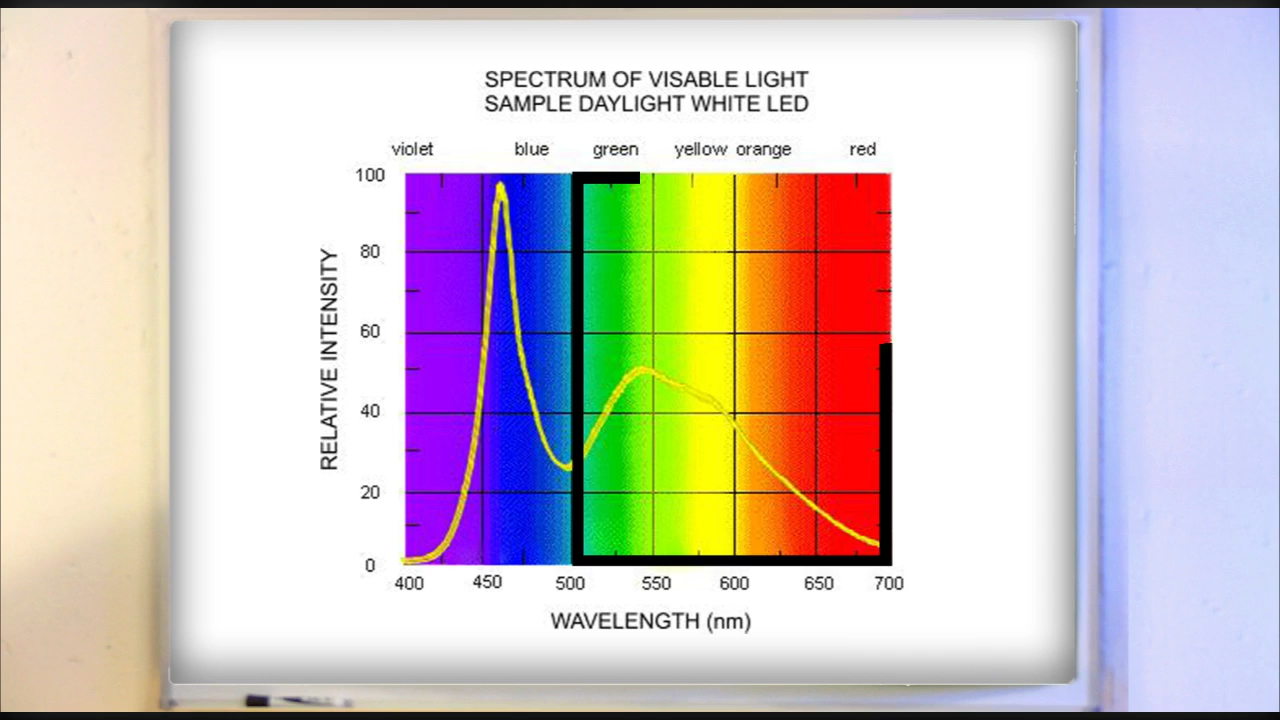 SPECTRUM OF VISABLE LIGHT
SAMPLE DAYLIGHT WHITE LED
violet blue green yellow orange red
100
80
60
40
20
0
RELATIVE INTENSITY
400 450 500 550 600 650 700
WAVELENGTH (nm)